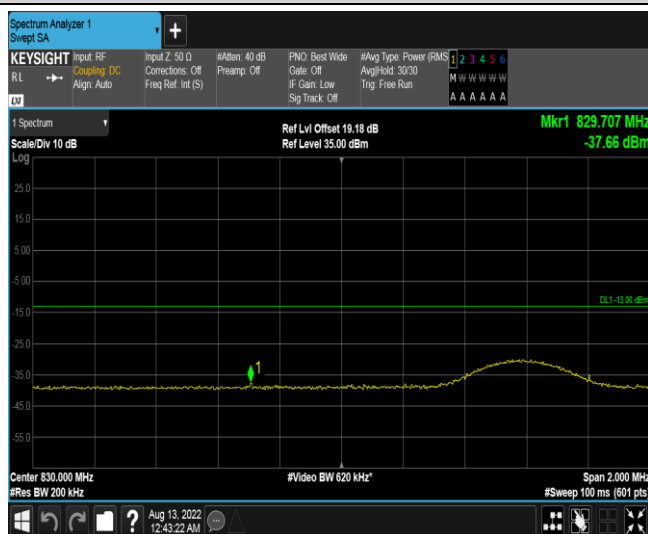 Spectrum Analyzer 1
Swept SA
+
KEYSIGHT
RL
LXI
Input: RF
Coupling: DC
Align: Auto
Input Z: 50 Ω
Corrections: Off
Freq Ref: Int (S)
#Atten: 40 dB
Preamp: Off
PNO: Best Wide
Gate: Off
IF Gain: Low
Sig Track: Off
#Avg Type: Power (RMS
Avg|Hold: 30/30
Trig: Free Run
1 2 3 4 5 6
M W W W W W
A A A A A A
1 Spectrum
Scale/Div 10 dB
Ref Lvl Offset 19.18 dB
Ref Level 35.00 dBm
Mkr1 829.707 MHz
-37.66 dBm
Log
25.0
15.0
5.00
-5.00
-15.0
-25.0
-35.0
-45.0
-55.0
DL1 -13.00 dBm
1
Center 830.000 MHz
#Res BW 200 kHz
#Video BW 620 kHz*
Span 2.000 MHz
#Sweep 100 ms (601 pts)
?
Aug 13, 2022
12:43:22 AM